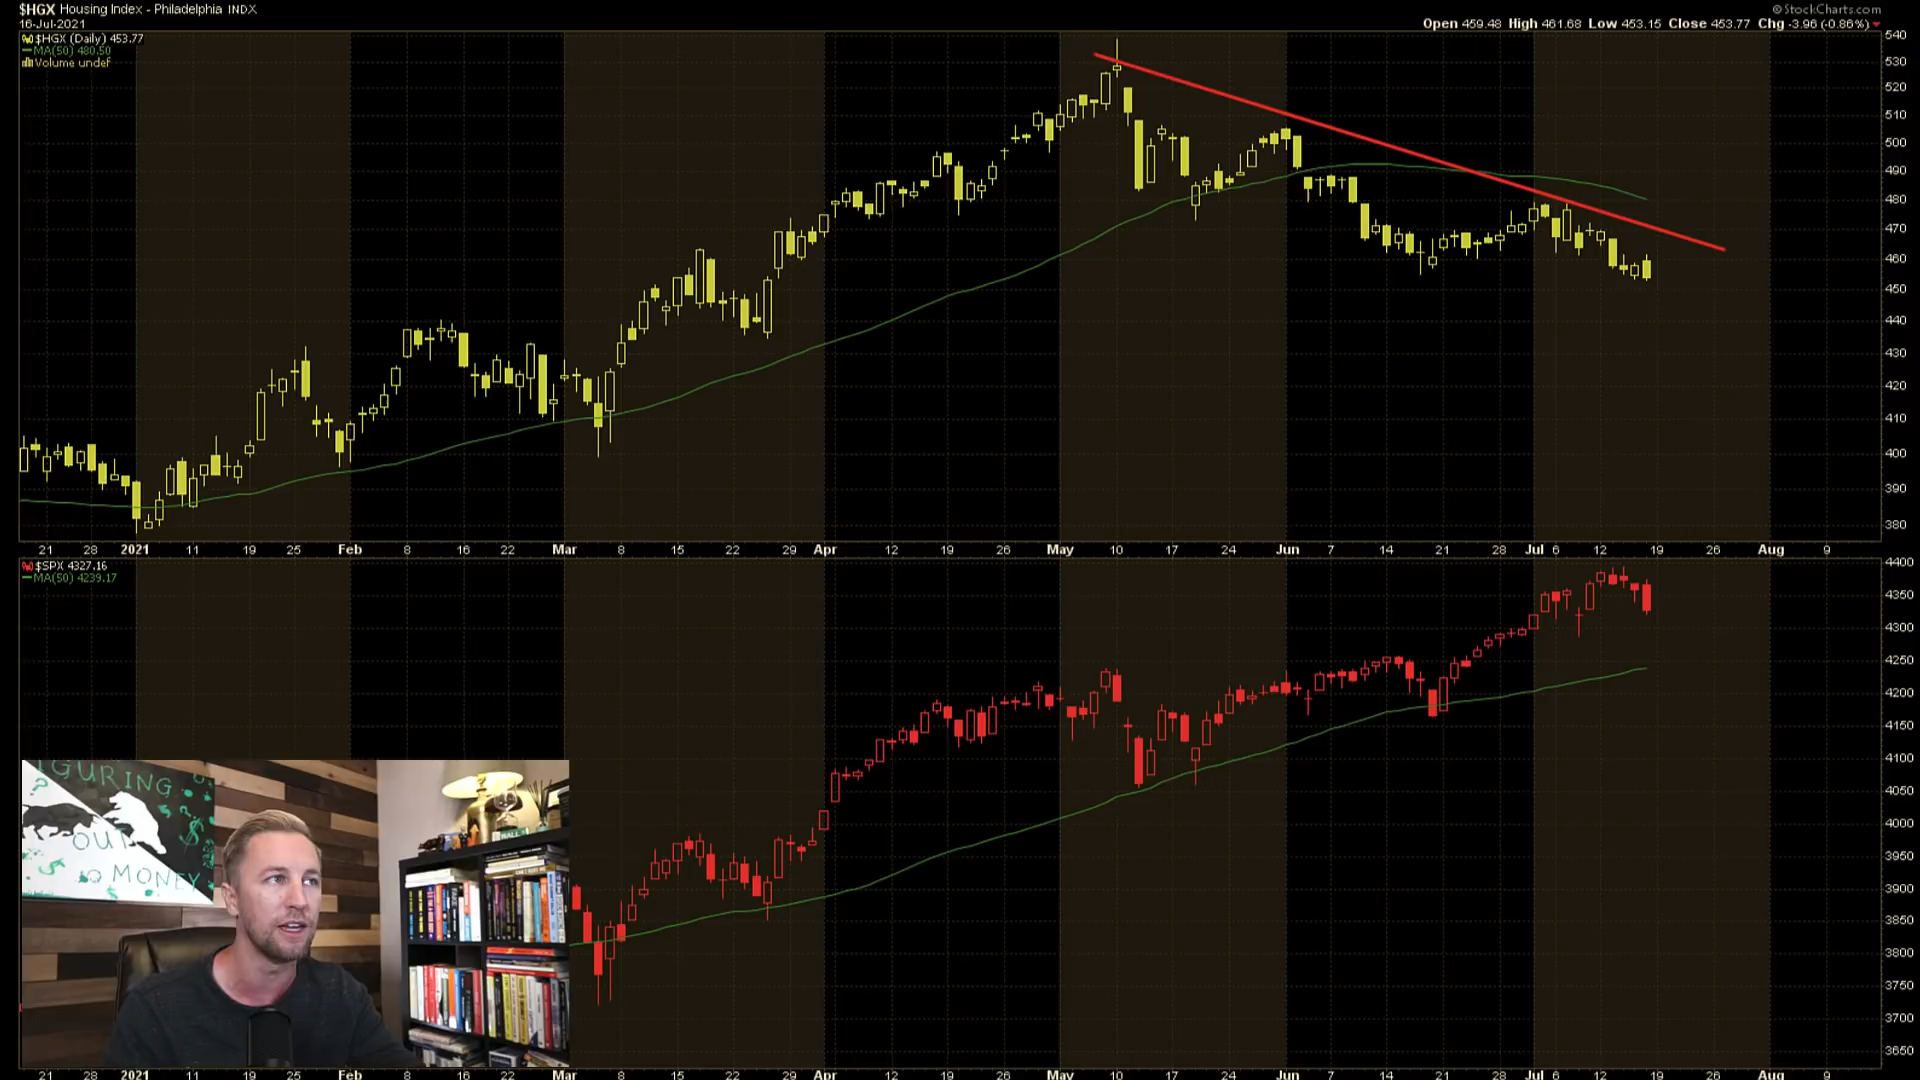 $HGX Housing Index - Philadelphia INDX
© StockCharts.com
16-Jul-2021
Open 459.48 High 461.68 Low 453.15 Close 453.77 Chg -3.96 (-0.86%)
$HGX (Daily) 453.77
MA(50) 480.50
Volume undef
540
530
520
510
500
490
480
470
460
450
440
430
420
410
400
390
380
21 28 2021 11 19 25 Feb 8 16 22 Mar 8 15 22 29 Apr 12 19 26 May 10 17 24 Jun 7 14 21 28 Jul 6 12 19 26 Aug 9
$SPX 4327.16
MA(50) 4239.17
4400
4350
4300
4250
4200
4150
4100
4050
4000
3950
3900
3850
3800
3750
3700
3650
IGURING
OUT
MONEY
21 28 2021 11 19 25 Feb 8 16 22 Mar 8 15 22 29 Apr 12 19 26 May 10 17 24 Jun 7 14 21 28 Jul 6 12 19 26 Aug 9